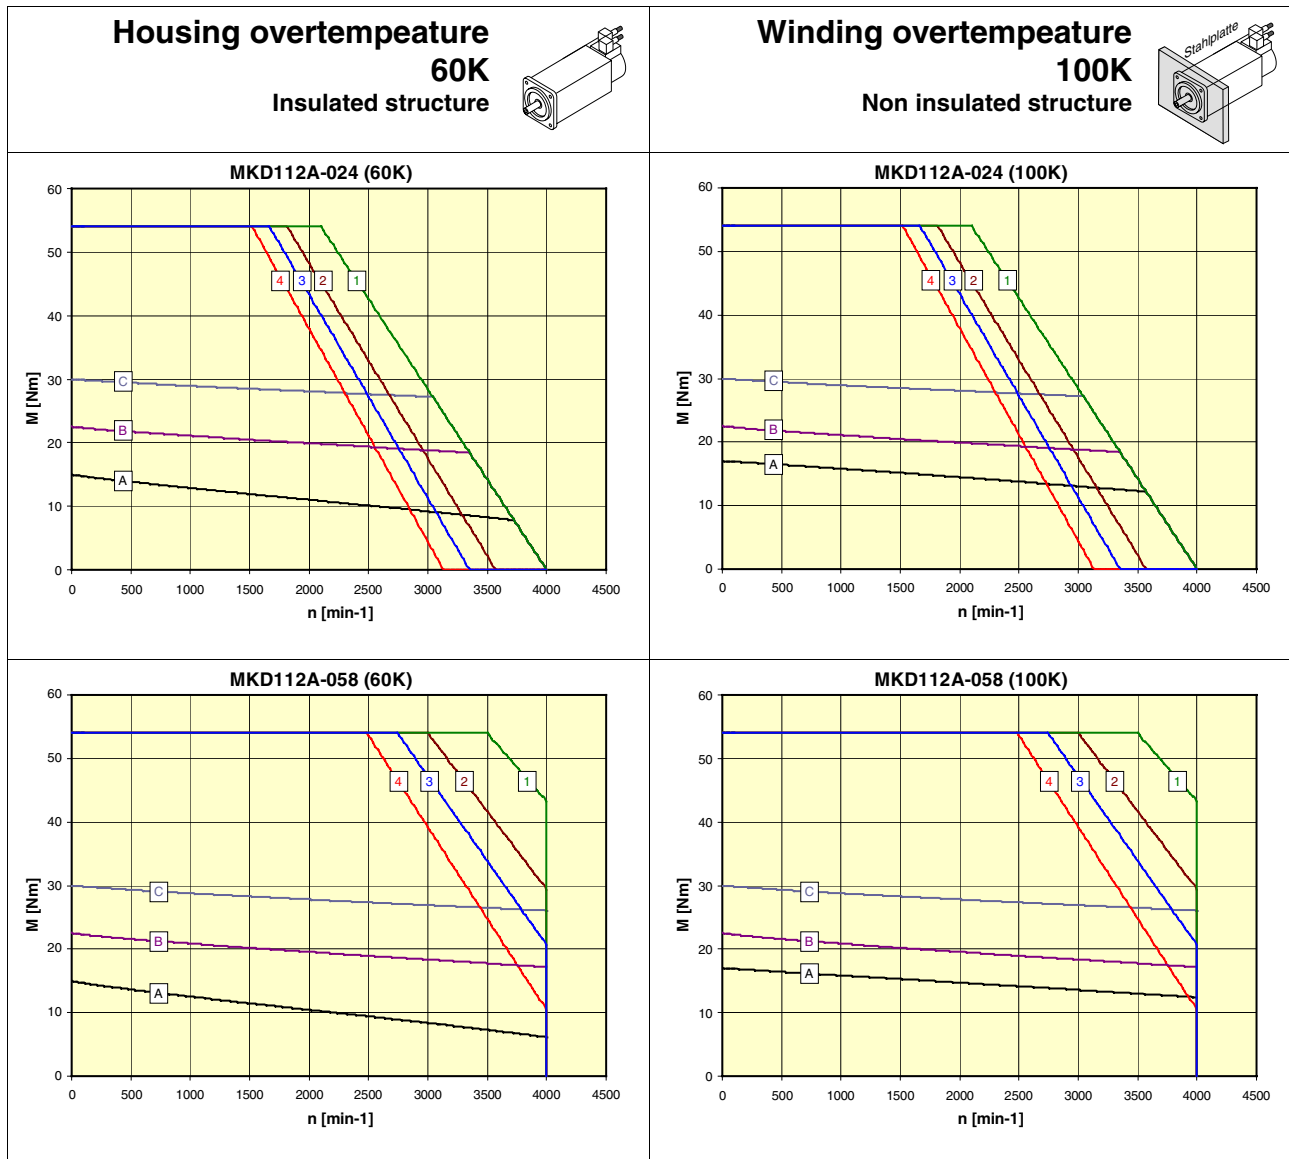 Housing overtempeature
60K
Insulated structure
Winding overtempeature
100K
Non insulated structure
Stahlplatte
MKD112A-024 (60K)
60
50
40
30
20
10
0
M [Nm]
4
3
2
1
C
B
A
0 500 1000 1500 2000 2500 3000 3500 4000 4500
n [min-1]
MKD112A-024 (100K)
60
50
40
30
20
10
0
M [Nm]
4
3
2
1
C
B
A
0 500 1000 1500 2000 2500 3000 3500 4000 4500
n [min-1]
MKD112A-058 (60K)
60
50
40
30
20
10
0
M [Nm]
4
3
2
1
C
B
A
0 500 1000 1500 2000 2500 3000 3500 4000 4500
n [min-1]
MKD112A-058 (100K)
60
50
40
30
20
10
0
M [Nm]
4
3
2
1
C
B
A
0 500 1000 1500 2000 2500 3000 3500 4000 4500
n [min-1]